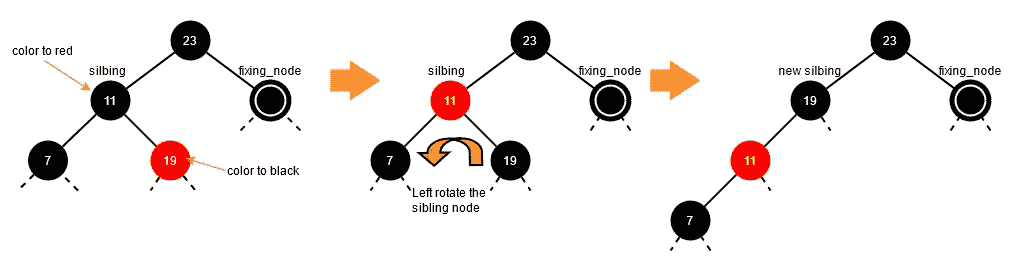 23
color to red
silbing
fixing_node
11
7
19
color to black
23
silbing
fixing_node
11
7
19
Left rotate the
sibling node
23
new silbing
fixing_node
19
11
7